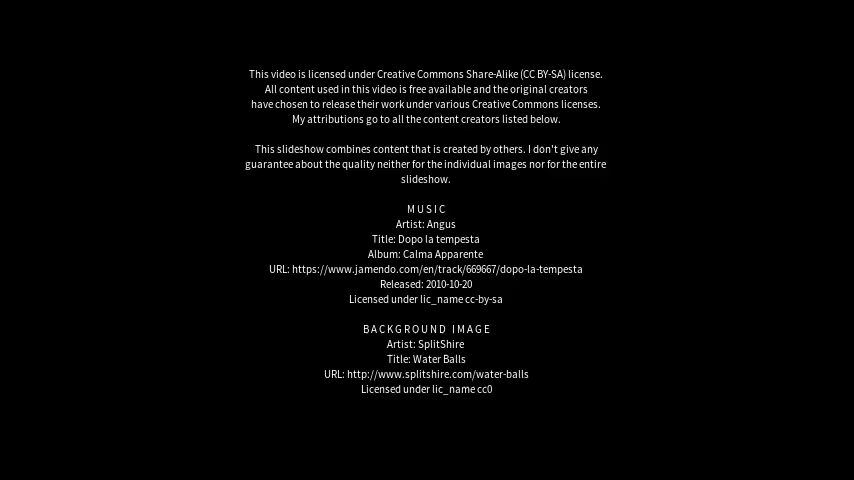 This video is licensed under Creative Commons Share-Alike (CC BY-SA) license.
All content used in this video is free available and the original creators
have chosen to release their work under various Creative Commons licenses.
My attributions go to all the content creators listed below.
This slideshow combines content that is created by others. I don't give any
guarantee about the quality neither for the individual images nor for the entire
slideshow.
MUSIC
Artist: Angus
Title: Dopo la tempesta
Album: Calma Apparente
URL: https://www.jamendo.com/en/track/669667/dopo-la-tempesta
Released: 2010-10-20
Licensed under lic_name cc-by-sa
BACKGROUND IMAGE
Artist: SplitShire
Title: Water Balls
URL: http://www.splitshire.com/water-balls
Licensed under lic_name cc0